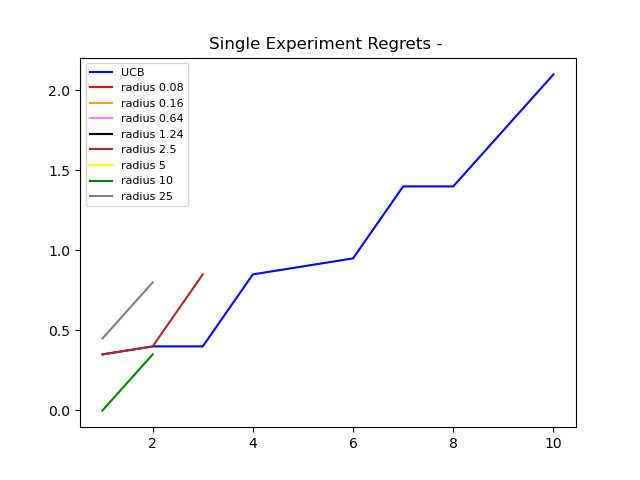 Single Experiment Regrets -
UCB
radius 0.08
radius 0.16
radius 0.64
radius 1.24
radius 2.5
radius 5
radius 10
radius 25
2.0
1.5
1.0
0.5
0.0
2 4 6 8 10